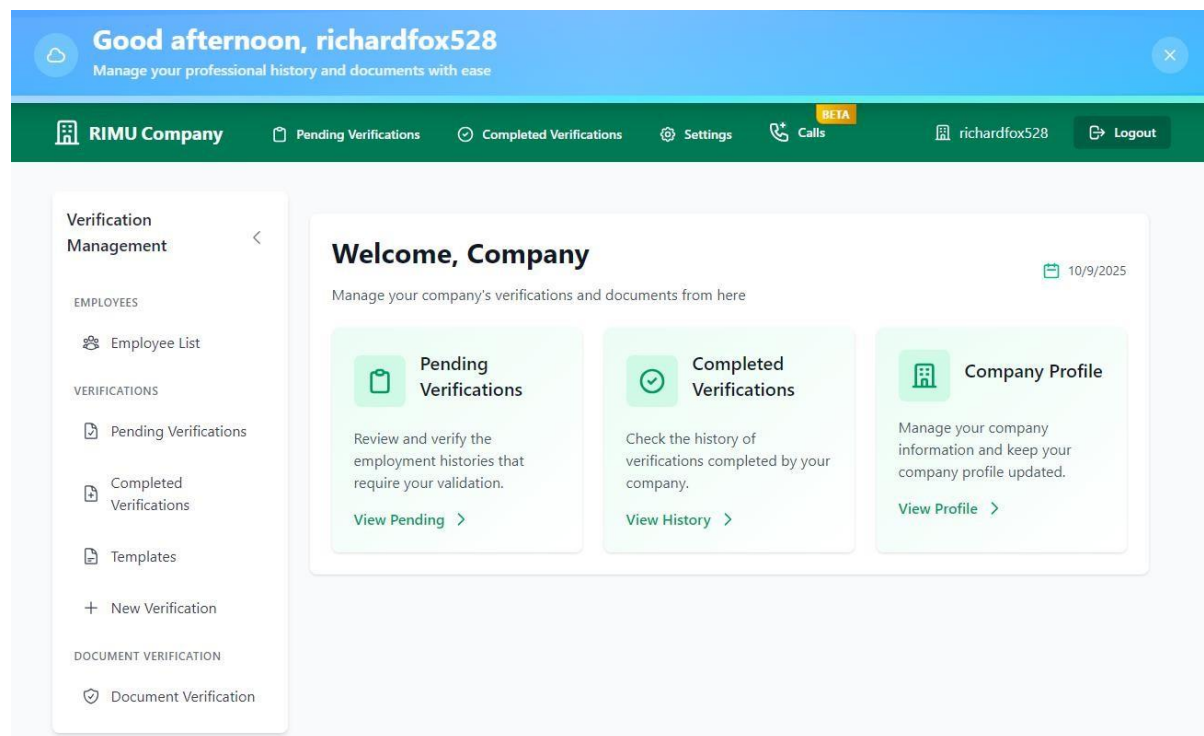 Good afternoon, richardfox528
Manage your professional history and documents with ease
RIMU Company
Pending Verifications
Completed Verifications
Settings
Calls
BETA
richardfox528
Logout
Verification
Management
EMPLOYEES
Employee List
VERIFICATIONS
Pending Verifications
Completed
Verifications
Templates
New Verification
DOCUMENT VERIFICATION
Document Verification
Welcome, Company
10/9/2025
Manage your company's verifications and documents from here
Pending
Verifications
Review and verify the
employment histories that
require your validation.
View Pending
Completed
Verifications
Check the history of
verifications completed by your
company.
View History
Company Profile
Manage your company
information and keep your
company profile updated.
View Profile